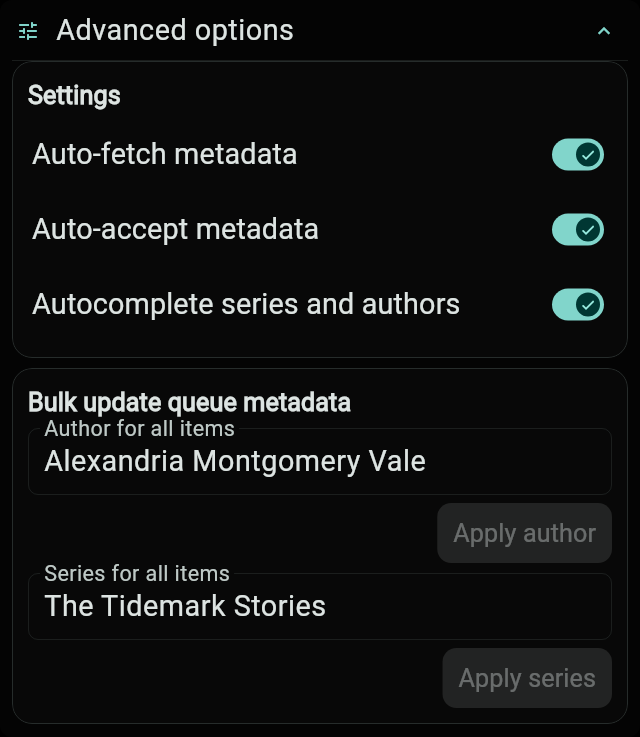 Advanced options
Settings
Auto-fetch metadata
Auto-accept metadata
Autocomplete series and authors
Bulk update queue metadata
Author for all items
Alexandria Montgomery Vale
Apply author
Series for all items
The Tidemark Stories
Apply series